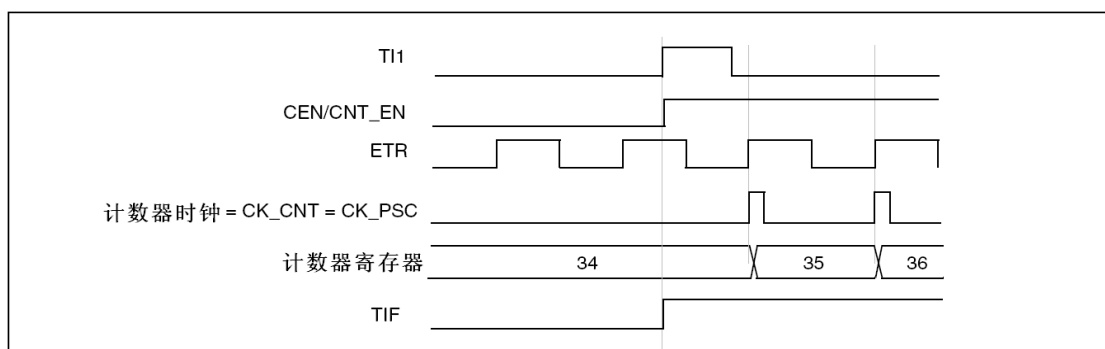 TI1
CEN/CNT_EN
ETR
计数器时钟 = CK_CNT = CK_PSC
计数器寄存器 34 35 36
TIF